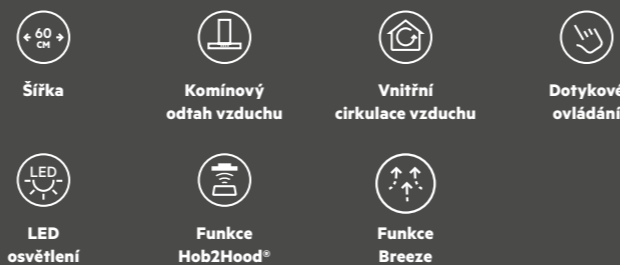 60
CM
Šířka
Komínový
odtah vzduchu
Vnitřní
cirkulace vzduchu
Dotykové
ovládání
LED
LED
osvětlení
Funkce
Hob2Hood®
Funkce
Breeze